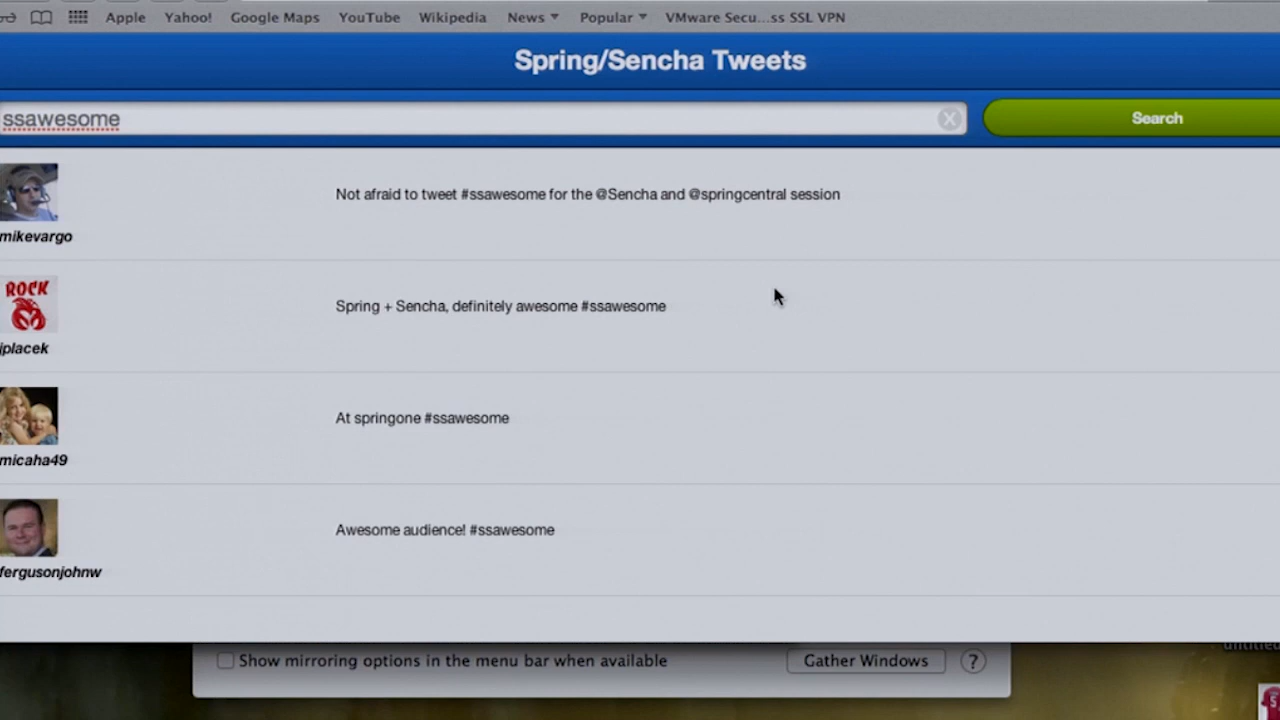 Apple Yahoo! Google Maps YouTube Wikipedia News Popular VMware Secu...ss SSL VPN
Spring/Sencha Tweets
ssawesome
Search
Not afraid to tweet #ssawesome for the @Sencha and @springcentral session
mikevargo
ROCK
Spring + Sencha, definitely awesome #ssawesome
jplacek
At springone #ssawesome
micaha49
Awesome audience! #ssawesome
fergusonjohnw
Show mirroring options in the menu bar when available
Gather Windows
?